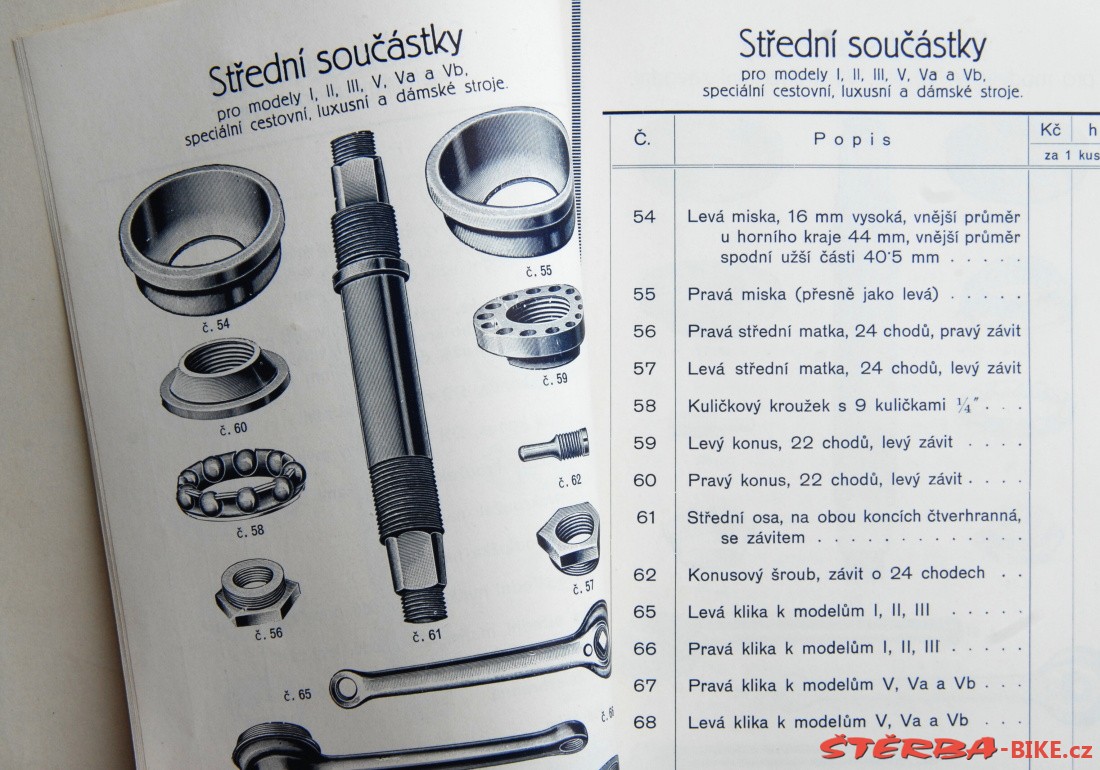 Střední součástky
pro modely I, II, III, V, Va a Vb,
speciální cestovní, luxusní a dámské stroje.
č. 54
č. 55
č. 60
č. 59
č. 58
č. 62
č. 56
č. 57
č. 61
č. 65
č. 66
Střední součástky
pro modely I, II, III, V, Va a Vb,
speciální cestovní, luxusní a dámské stroje.
Č. Popis Kč h
za 1 kus
54 Levá miska, 16 mm vysoká, vnější průměr
u horního kraje 44 mm, vnější průměr
spodní užší části 40·5 mm . . . . .
55 Pravá miska (přesně jako levá) . . . . .
56 Pravá střední matka, 24 chodů, pravý závit
57 Levá střední matka, 24 chodů, levý závit
58 Kuličkový kroužek s 9 kuličkami ¼″ . . .
59 Levý konus, 22 chodů, levý závit . . . . .
60 Pravý konus, 22 chodů, levý závit . . . .
61 Střední osa, na obou koncích čtverhranná,
se závitem . . . . . . . . . . . . .
62 Konusový šroub, závit o 24 chodech . .
65 Levá klika k modelům I, II, III . . . . .
66 Pravá klika k modelům I, II, III . . . . .
67 Pravá klika k modelům V, Va a Vb . . .
68 Levá klika k modelům V, Va a Vb . . .
ŠTĚRBA-BIKE.cz